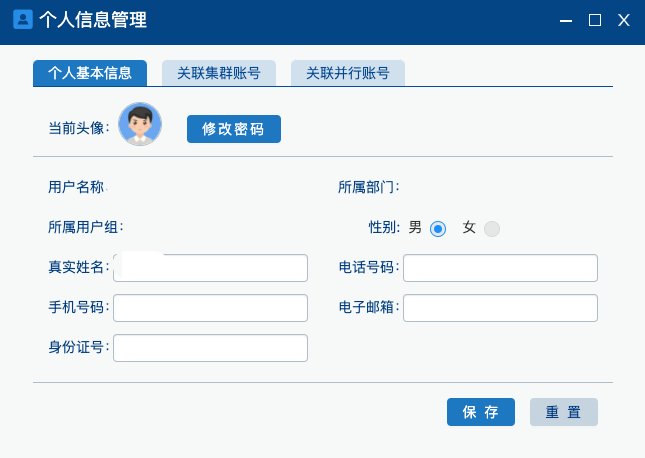 个人信息管理
个人基本信息 关联集群账号 关联并行账号
当前头像: 修改密码
用户名称 所属部门:
所属用户组: 性别: 男 女
真实姓名: 电话号码:
手机号码: 电子邮箱:
身份证号:
保存 重置